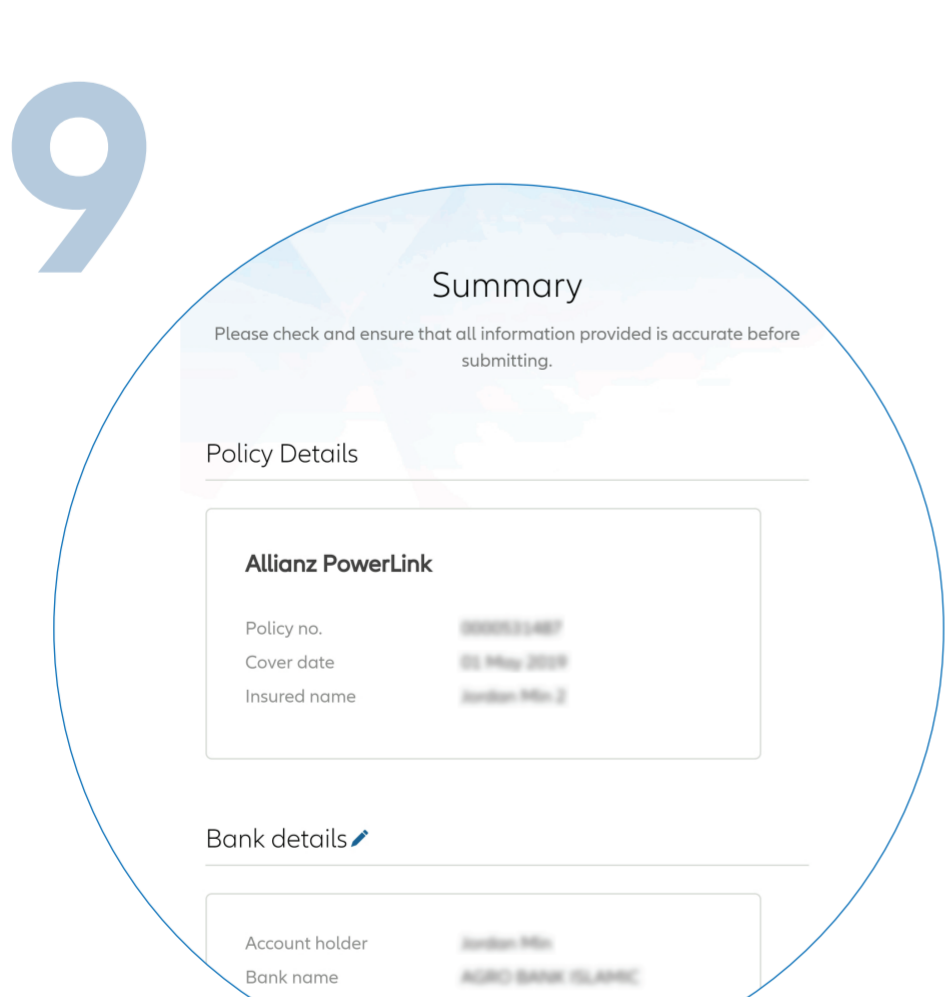 9
Summary
Please check and ensure that all information provided is accurate before
submitting.
Policy Details
Allianz PowerLink
Policy no.
Cover date
Insured name
Bank details
Account holder
Bank name